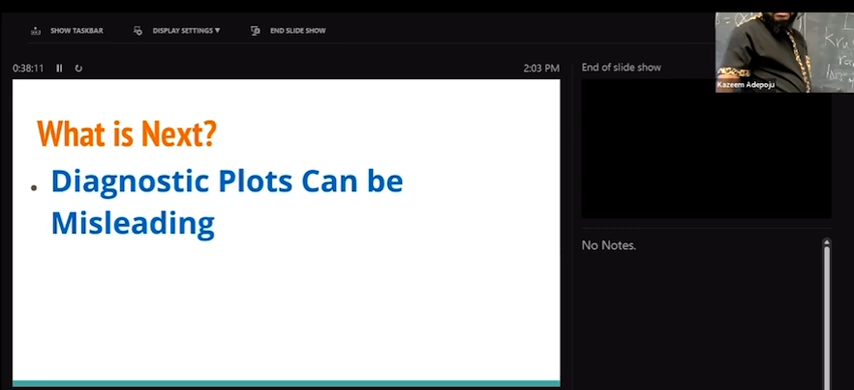 SHOW TASKBAR DISPLAY SETTINGS ▼ END SLIDE SHOW
0:38:11 2:03 PM
What is Next?
• Diagnostic Plots Can be
Misleading
End of slide show
No Notes.
Kazeem Adepoju